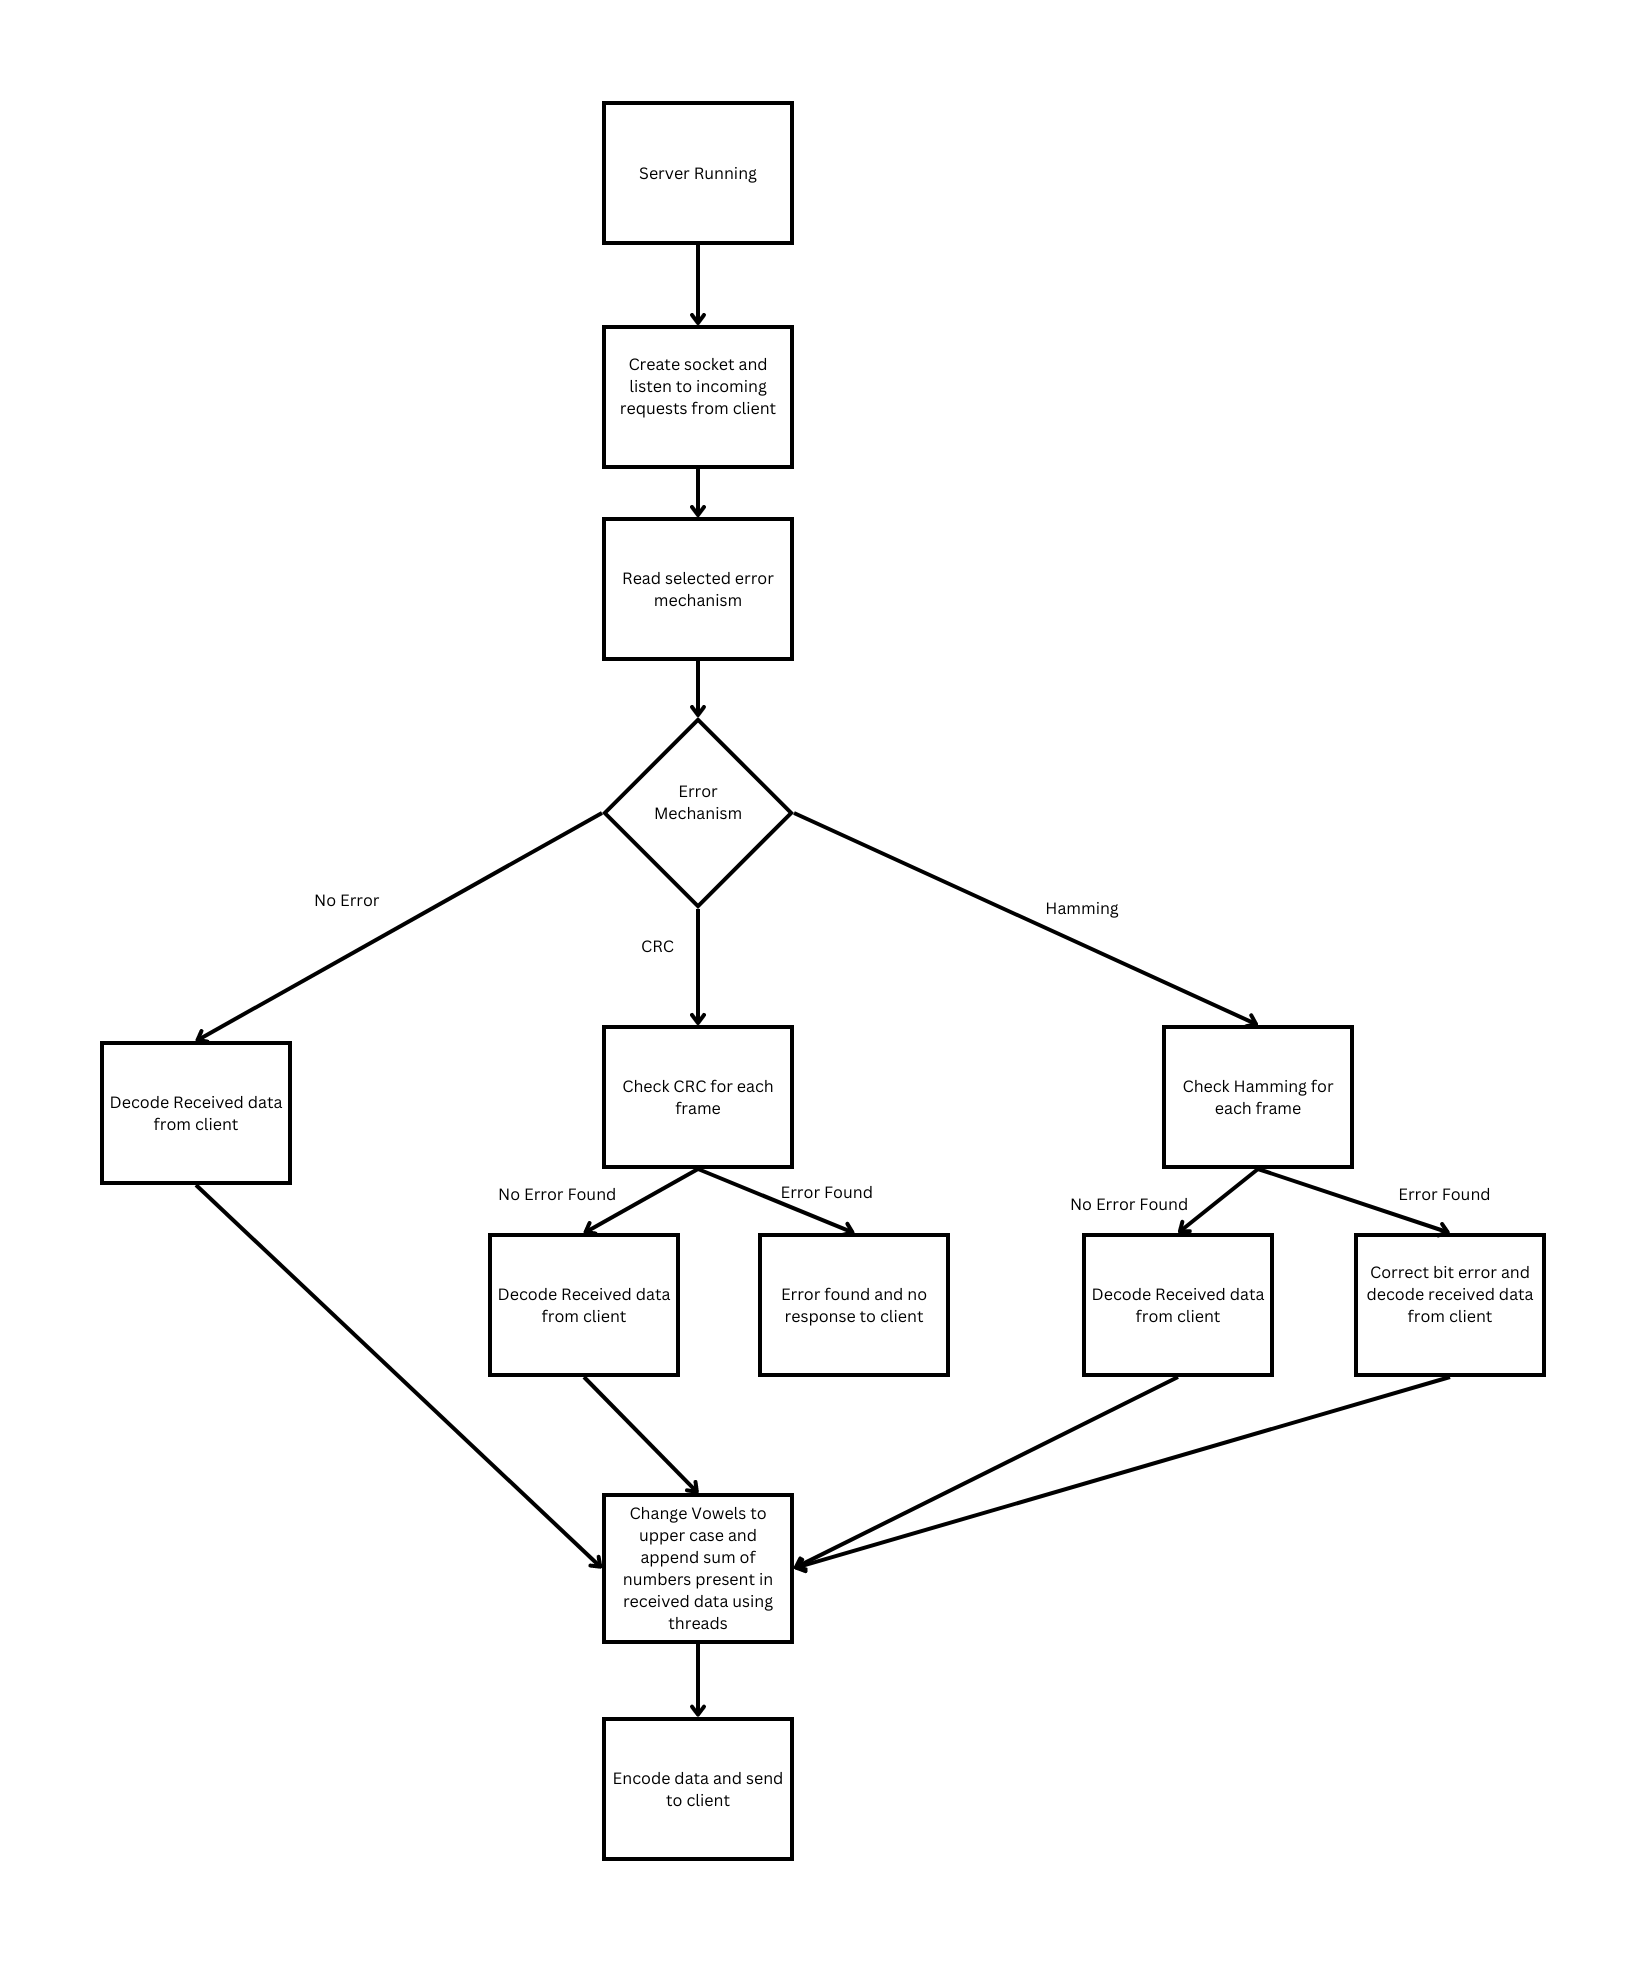 Server Running
Create socket and
listen to incoming
requests from client
Read selected error
mechanism
Error
Mechanism
No Error
Hamming
CRC
Decode Received data
from client
Check CRC for each
frame
Check Hamming for
each frame
No Error Found
Error Found
No Error Found
Error Found
Decode Received data
from client
Error found and no
response to client
Decode Received data
from client
Correct bit error and
decode received data
from client
Change Vowels to
upper case and
append sum of
numbers present in
received data using
threads
Encode data and send
to client